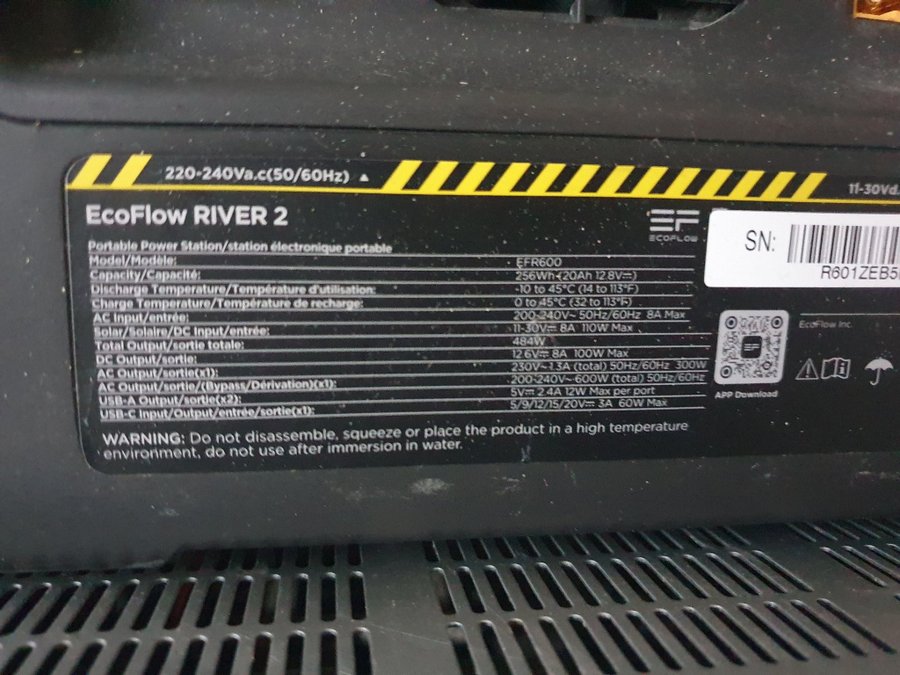 220-240Va.c(50/60Hz) ▲
11-30Vd.
EcoFlow RIVER 2
EF
ECOFLOW
SN:
R601ZEB5
Portable Power Station/station électronique portable
Model/Modèle: EFR600
Capacity/Capacité: 256Wh (20Ah 12.8V⎓)
Discharge Temperature/Température d'utilisation: -10 to 45°C (14 to 113°F)
Charge Temperature/Température de recharge: 0 to 45°C (32 to 113°F)
AC Input/entrée: 200-240V~ 50Hz/60Hz 8A Max
Solar/Solaire/DC Input/entrée: 11-30V⎓ 8A 110W Max
Total Output/sortie totale: 484W
DC Output/sortie: 12.6V⎓ 8A 100W Max
AC Output/sortie(x1): 230V~ 1.3A (total) 50Hz/60Hz 300W
AC Output/sortie/(Bypass/Dérivation)(x1): 200-240V~ 600W (total) 50Hz/60Hz
USB-A Output/sortie(x2): 5V⎓ 2.4A 12W Max per port
USB-C Input/Output/entrée/sortie(x1): 5/9/12/15/20V⎓ 3A 60W Max
EcoFlow Inc.
APP Download
WARNING: Do not disassemble, squeeze or place the product in a high temperature
environment, do not use after immersion in water.